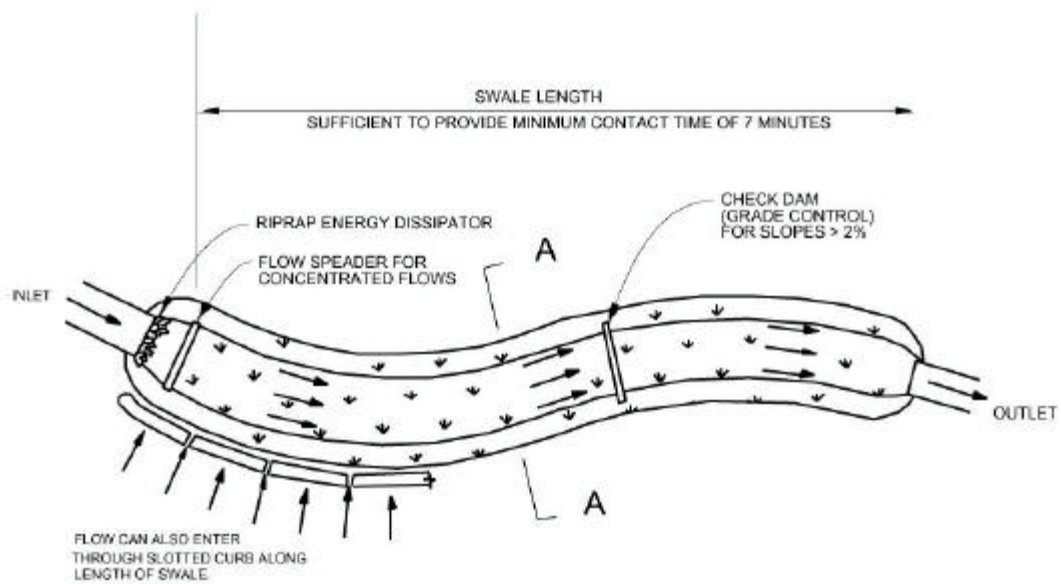 SWALE LENGTH
SUFFICIENT TO PROVIDE MINIMUM CONTACT TIME OF 7 MINUTES
CHECK DAM
(GRADE CONTROL)
FOR SLOPES > 2%
RIPRAP ENERGY DISSIPATOR
A
FLOW SPEADER FOR
CONCENTRATED FLOWS
INLET
OUTLET
A
FLOW CAN ALSO ENTER
THROUGH SLOTTED CURB ALONG
LENGTH OF SWALE